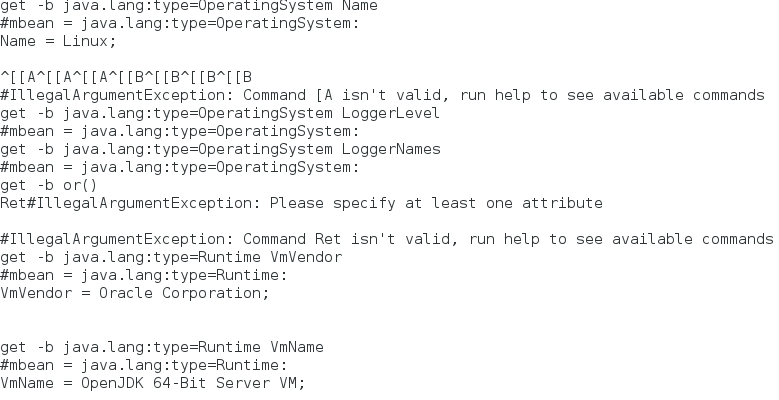 get -b java.lang:type=OperatingSystem Name
#mbean = java.lang:type=OperatingSystem:
Name = Linux;
^[[A^[[A^[[A^[[B^[[B^[[B^[[B
#IllegalArgumentException: Command [A isn't valid, run help to see available commands
get -b java.lang:type=OperatingSystem LoggerLevel
#mbean = java.lang:type=OperatingSystem:
get -b java.lang:type=OperatingSystem LoggerNames
#mbean = java.lang:type=OperatingSystem:
get -b or()
Ret#IllegalArgumentException: Please specify at least one attribute
#IllegalArgumentException: Command Ret isn't valid, run help to see available commands
get -b java.lang:type=Runtime VmVendor
#mbean = java.lang:type=Runtime:
VmVendor = Oracle Corporation;
get -b java.lang:type=Runtime VmName
#mbean = java.lang:type=Runtime:
VmName = OpenJDK 64-Bit Server VM;